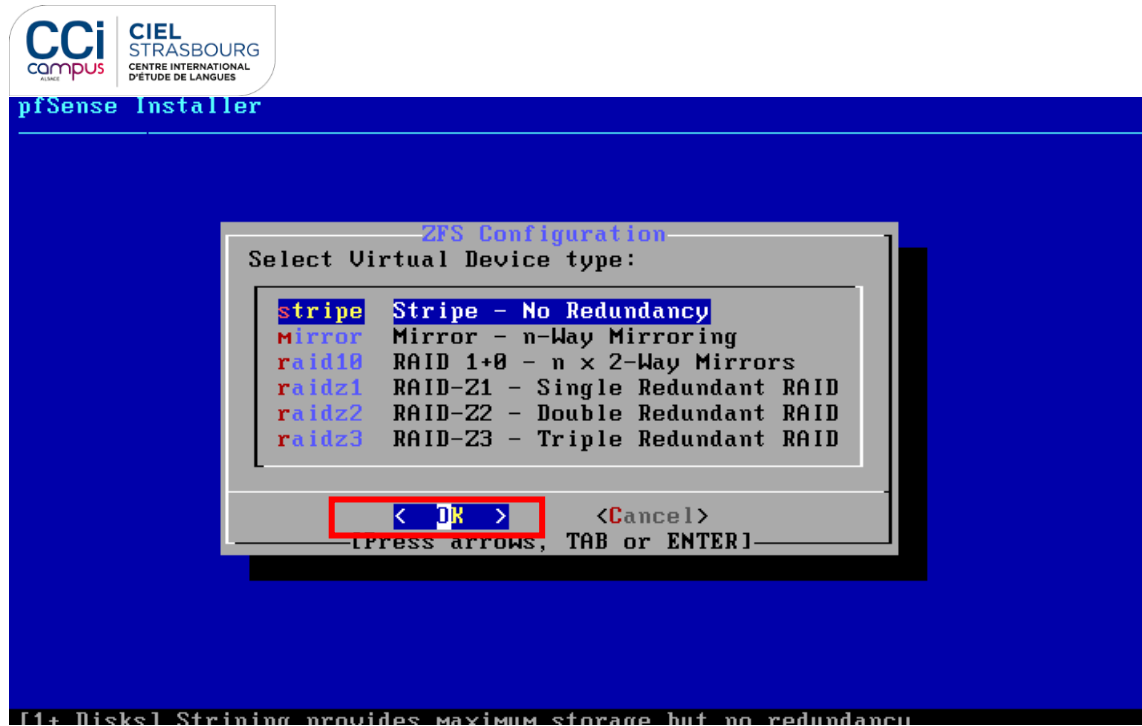 CCi
campus
ALSACE
CIEL
STRASBOURG
CENTRE INTERNATIONAL
D'ÉTUDE DE LANGUES
pfSense Installer
ZFS Configuration
Select Virtual Device type:
stripe Stripe - No Redundancy
mirror Mirror - n-Way Mirroring
raid10 RAID 1+0 - n x 2-Way Mirrors
raidz1 RAID-Z1 - Single Redundant RAID
raidz2 RAID-Z2 - Double Redundant RAID
raidz3 RAID-Z3 - Triple Redundant RAID
< OK > <Cancel>
[Press arrows, TAB or ENTER]
[1+ Disks] Striping provides maximum storage but no redundancy